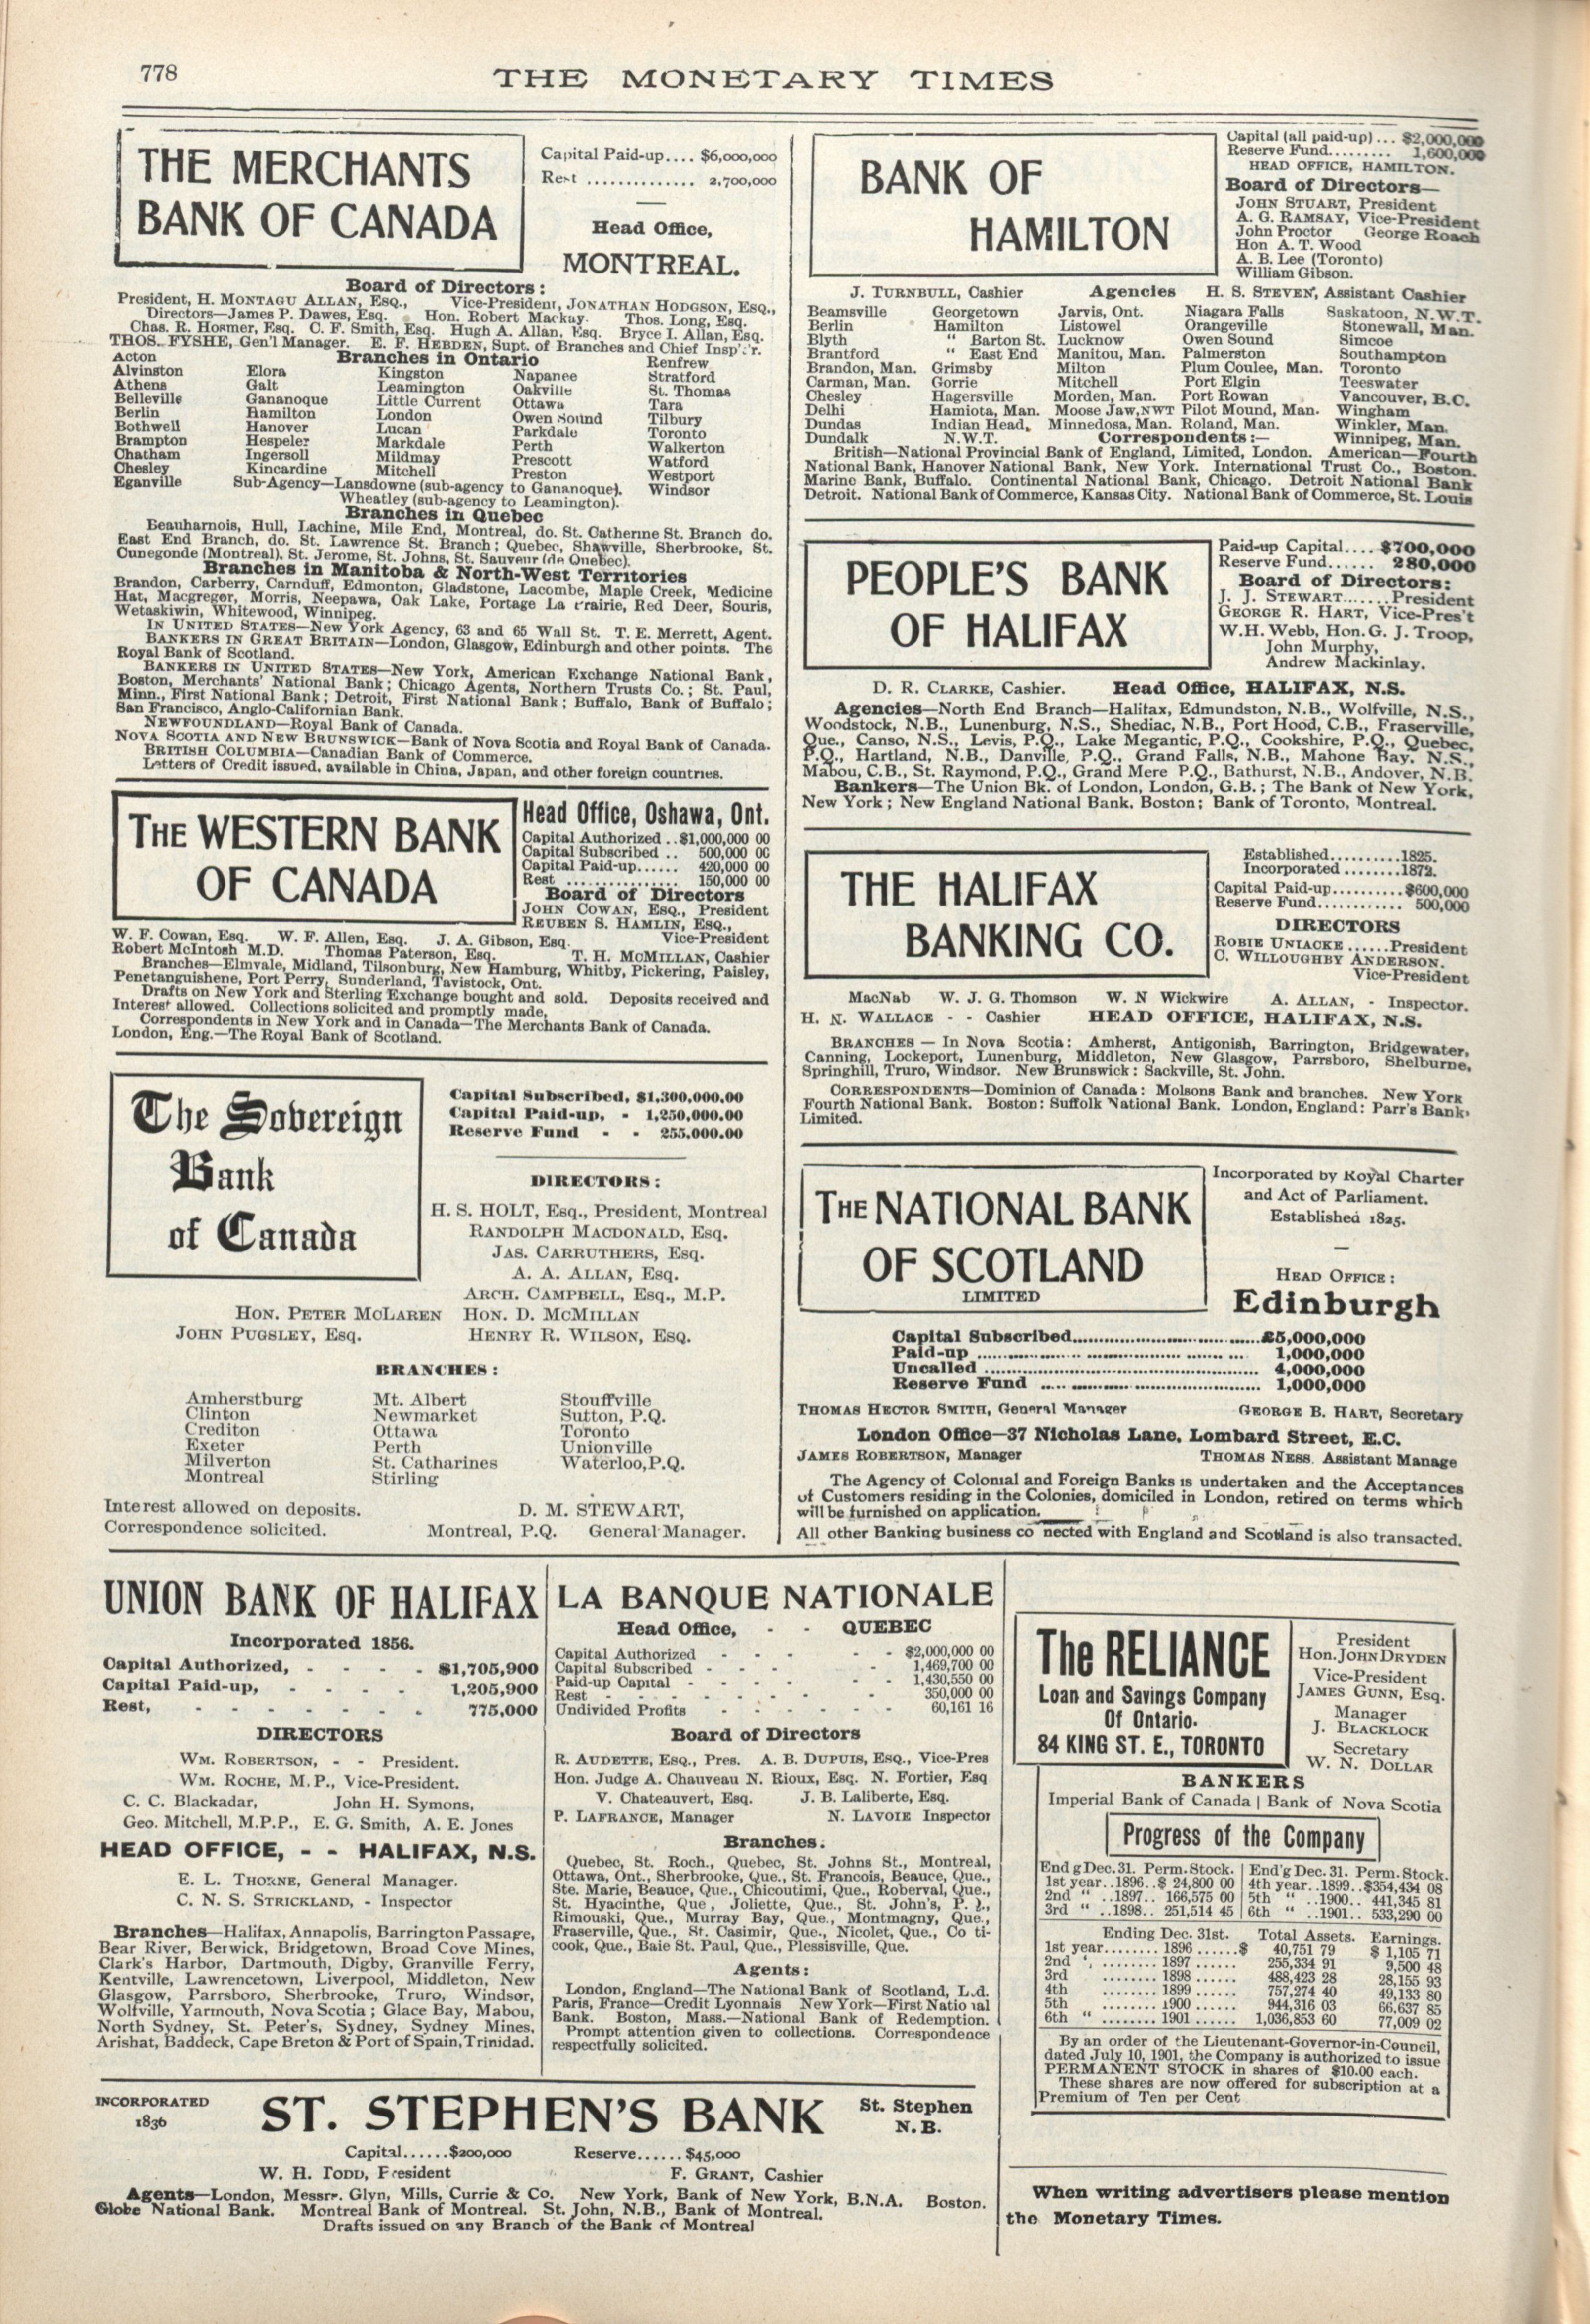 778
THE MONETARY TIMES
THE MERCHANTS
BANK OF CANADA
Capital Paid-up.... $6,000,000
Rest .............. 2,700,000
Head Office,
MONTREAL.
Board of Directors:
President, H. MONTAGU ALLAN, ESQ., Vice-President, JONATHAN HODGSON, ESQ.,
Directors—James P. Dawes, Esq. Hon. Robert Mackay. Thos. Long, Esq.
Chas. R. Hosmer, Esq. C. F. Smith, Esq. Hugh A. Allan, Esq. Bryce I. Allan, Esq.
THOS. FYSHE, Gen'l Manager. E. F. HEBDEN, Supt. of Branches and Chief Insp'r.
Branches in Ontario
Acton Renfrew
Alvinston Elora Kingston Napanee Stratford
Athens Galt Leamington Oakville St. Thomas
Belleville Gananoque Little Current Ottawa Tara
Berlin Hamilton London Owen Sound Tilbury
Bothwell Hanover Lucan Parkdale Toronto
Brampton Hespeler Markdale Perth Walkerton
Chatham Ingersoll Mildmay Prescott Watford
Chesley Kincardine Mitchell Preston Westport
Eganville Sub-Agency—Lansdowne (sub-agency to Gananoque). Windsor
Wheatley (sub-agency to Leamington).
Branches in Quebec
Beauharnois, Hull, Lachine, Mile End, Montreal, do. St. Catherine St. Branch do.
East End Branch, do. St. Lawrence St. Branch; Quebec, Shawville, Sherbrooke, St.
Cunegonde (Montreal), St. Jerome, St. Johns, St. Sauveur (de Quebec).
Branches in Manitoba & North-West Territories
Brandon, Carberry, Carnduff, Edmonton, Gladstone, Lacombe, Maple Creek, Medicine
Hat, Macgregor, Morris, Neepawa, Oak Lake, Portage La Prairie, Red Deer, Souris,
Wetaskiwin, Whitewood, Winnipeg.
IN UNITED STATES—New York Agency, 63 and 65 Wall St. T. E. Merrett, Agent.
BANKERS IN GREAT BRITAIN—London, Glasgow, Edinburgh and other points. The
Royal Bank of Scotland.
BANKERS IN UNITED STATES—New York, American Exchange National Bank,
Boston, Merchants' National Bank; Chicago Agents, Northern Trusts Co.; St. Paul,
Minn., First National Bank; Detroit, First National Bank; Buffalo, Bank of Buffalo;
San Francisco, Anglo-Californian Bank.
NEWFOUNDLAND—Royal Bank of Canada.
NOVA SCOTIA AND NEW BRUNSWICK—Bank of Nova Scotia and Royal Bank of Canada.
BRITISH COLUMBIA—Canadian Bank of Commerce.
Letters of Credit issued, available in China, Japan, and other foreign countries.
THE WESTERN BANK
OF CANADA
Head Office, Oshawa, Ont.
Capital Authorized .. $1,000,000 00
Capital Subscribed .. 500,000 00
Capital Paid-up...... 420,000 00
Rest ................ 150,000 00
Board of Directors
JOHN COWAN, ESQ., President
REUBEN S. HAMLIN, ESQ.,
Vice-President
W. F. Cowan, Esq. W. F. Allen, Esq. J. A. Gibson, Esq.
Robert McIntosh M.D. Thomas Paterson, Esq. T. H. MCMILLAN, Cashier
Branches—Elmvale, Midland, Tilsonburg, New Hamburg, Whitby, Pickering, Paisley,
Penetanguishene, Port Perry, Sunderland, Tavistock, Ont.
Drafts on New York and Sterling Exchange bought and sold. Deposits received and
Interest allowed. Collections solicited and promptly made,
Correspondents in New York and in Canada—The Merchants Bank of Canada.
London, Eng.—The Royal Bank of Scotland.
The Sovereign
Bank
of Canada
Capital Subscribed, $1,300,000.00
Capital Paid-up, - 1,250,000.00
Reserve Fund - - 255,000.00
DIRECTORS:
H. S. HOLT, Esq., President, Montreal
RANDOLPH MACDONALD, Esq.
JAS. CARRUTHERS, Esq.
A. A. ALLAN, Esq.
ARCH. CAMPBELL, Esq., M.P.
HON. PETER MCLAREN HON. D. MCMILLAN
JOHN PUGSLEY, Esq. HENRY R. WILSON, ESQ.
BRANCHES:
Amherstburg Mt. Albert Stouffville
Clinton Newmarket Sutton, P.Q.
Crediton Ottawa Toronto
Exeter Perth Unionville
Milverton St. Catharines Waterloo, P.Q.
Montreal Stirling
Interest allowed on deposits. D. M. STEWART,
Correspondence solicited. Montreal, P.Q. General Manager.
BANK OF
HAMILTON
Capital (all paid-up)... $2,000,000
Reserve Fund......... 1,600,000
HEAD OFFICE, HAMILTON.
Board of Directors—
JOHN STUART, President
A. G. RAMSAY, Vice-President
John Proctor George Roach
Hon A. T. Wood
A. B. Lee (Toronto)
William Gibson.
J. TURNBULL, Cashier Agencies H. S. STEVEN, Assistant Cashier
Beamsville Georgetown Jarvis, Ont. Niagara Falls Saskatoon, N.W.T.
Berlin Hamilton Listowel Orangeville Stonewall, Man.
Blyth " Barton St. Lucknow Owen Sound Simcoe
Brantford " East End Manitou, Man. Palmerston Southampton
Brandon, Man. Grimsby Milton Plum Coulee, Man. Toronto
Carman, Man. Gorrie Mitchell Port Elgin Teeswater
Chesley Hagersville Morden, Man. Port Rowan Vancouver, B.C.
Delhi Hamiota, Man. Moose Jaw, NWT Pilot Mound, Man. Wingham
Dundas Indian Head, Minnedosa, Man. Roland, Man. Winkler, Man.
Dundalk N.W.T. Correspondents:— Winnipeg, Man.
British—National Provincial Bank of England, Limited, London. American—Fourth
National Bank, Hanover National Bank, New York. International Trust Co., Boston.
Marine Bank, Buffalo. Continental National Bank, Chicago. Detroit National Bank
Detroit. National Bank of Commerce, Kansas City. National Bank of Commerce, St. Louis
PEOPLE'S BANK
OF HALIFAX
Paid-up Capital.... $700,000
Reserve Fund...... 280,000
Board of Directors:
J. J. STEWART.......President
GEORGE R. HART, Vice-Pres't
W.H. Webb, Hon. G. J. Troop,
John Murphy,
Andrew Mackinlay.
D. R. CLARKE, Cashier. Head Office, HALIFAX, N.S.
Agencies—North End Branch—Halifax, Edmundston, N.B., Wolfville, N.S.,
Woodstock, N.B., Lunenburg, N.S., Shediac, N.B., Port Hood, C.B., Fraserville,
Que., Canso, N.S., Levis, P.Q., Lake Megantic, P.Q., Cookshire, P.Q., Quebec,
P.Q., Hartland, N.B., Danville, P.Q., Grand Falls, N.B., Mahone Bay. N.S.,
Mabou, C.B., St. Raymond, P.Q., Grand Mere P.Q., Bathurst, N.B., Andover, N.B.
Bankers—The Union Bk. of London, London, G.B.; The Bank of New York,
New York; New England National Bank, Boston; Bank of Toronto, Montreal.
THE HALIFAX
BANKING CO.
Established..........1825.
Incorporated ........1872.
Capital Paid-up..........$600,000
Reserve Fund............ 500,000
DIRECTORS
ROBIE UNIACKE......President
C. WILLOUGHBY ANDERSON.
Vice-President
MacNab W. J. G. Thomson W. N Wickwire A. ALLAN, - Inspector.
H. N. WALLACE - - Cashier HEAD OFFICE, HALIFAX, N.S.
BRANCHES — In Nova Scotia: Amherst, Antigonish, Barrington, Bridgewater,
Canning, Lockeport, Lunenburg, Middleton, New Glasgow, Parrsboro, Shelburne,
Springhill, Truro, Windsor. New Brunswick: Sackville, St. John.
CORRESPONDENTS—Dominion of Canada: Molsons Bank and branches. New York
Fourth National Bank. Boston: Suffolk National Bank. London, England: Parr's Bank,
Limited.
THE NATIONAL BANK
OF SCOTLAND
LIMITED
Incorporated by Royal Charter
and Act of Parliament.
Established 1825.
HEAD OFFICE:
Edinburgh
Capital Subscribed...........£5,000,000
Paid-up ........... 1,000,000
Uncalled ........... 4,000,000
Reserve Fund ........... 1,000,000
THOMAS HECTOR SMITH, General Manager GEORGE B. HART, Secretary
London Office—37 Nicholas Lane, Lombard Street, E.C.
JAMES ROBERTSON, Manager THOMAS NESS, Assistant Manage
The Agency of Colonial and Foreign Banks is undertaken and the Acceptances
of Customers residing in the Colonies, domiciled in London, retired on terms which
will be furnished on application.
All other Banking business co nected with England and Scotland is also transacted.
UNION BANK OF HALIFAX
Incorporated 1856.
Capital Authorized, - - - - $1,705,900
Capital Paid-up, - - - - 1,205,900
Rest, - - - - - - - 775,000
DIRECTORS
WM. ROBERTSON, - - President.
WM. ROCHE, M.P., Vice-President.
C. C. Blackadar, John H. Symons,
Geo. Mitchell, M.P.P., E. G. Smith, A. E. Jones
HEAD OFFICE, - - HALIFAX, N.S.
E. L. THORNE, General Manager.
C. N. S. STRICKLAND, - Inspector
Branches—Halifax, Annapolis, Barrington Passage,
Bear River, Berwick, Bridgetown, Broad Cove Mines,
Clark's Harbor, Dartmouth, Digby, Granville Ferry,
Kentville, Lawrencetown, Liverpool, Middleton, New
Glasgow, Parrsboro, Sherbrooke, Truro, Windsor,
Wolfville, Yarmouth, Nova Scotia; Glace Bay, Mabou,
North Sydney, St. Peter's, Sydney, Sydney Mines,
Arishat, Baddeck, Cape Breton & Port of Spain, Trinidad.
LA BANQUE NATIONALE
Head Office, - - QUEBEC
Capital Authorized - - - - - $2,000,000 00
Capital Subscribed - - - - 1,469,700 00
Paid-up Capital - - - - 1,430,550 00
Rest - - - - - - - 350,000 00
Undivided Profits - - - - - 60,161 16
Board of Directors
R. AUDETTE, ESQ., Pres. A. B. DUPUIS, ESQ., Vice-Pres
Hon. Judge A. Chauveau N. Rioux, Esq. N. Fortier, Esq
V. Chateauvert, Esq. J. B. Laliberte, Esq.
P. LAFRANCE, Manager N. LAVOIE Inspector
Branches.
Quebec, St. Roch., Quebec, St. Johns St., Montreal,
Ottawa, Ont., Sherbrooke, Que., St. Francois, Beauce, Que.,
Ste. Marie, Beauce, Que., Chicoutimi, Que., Roberval, Que.,
St. Hyacinthe, Que, Joliette, Que., St. John's, P. Q.,
Rimouski, Que., Murray Bay, Que., Montmagny, Que.,
Fraserville, Que., St. Casimir, Que., Nicolet, Que., Co ti-
cook, Que., Baie St. Paul, Que., Plessisville, Que.
Agents:
London, England—The National Bank of Scotland, L.d.
Paris, France—Credit Lyonnais New York—First Natio al
Bank. Boston, Mass.—National Bank of Redemption.
Prompt attention given to collections. Correspondence
respectfully solicited.
The RELIANCE
Loan and Savings Company
Of Ontario.
84 KING ST. E., TORONTO
President
Hon. JOHN DRYDEN
Vice-President
JAMES GUNN, Esq.
Manager
J. BLACKLOCK
Secretary
W. N. DOLLAR
BANKERS
Imperial Bank of Canada | Bank of Nova Scotia
Progress of the Company
End g Dec. 31. Perm. Stock. | End'g Dec. 31. Perm. Stock.
1st year..1896..$ 24,800 00 | 4th year..1899..$354,434 08
2nd " ..1897.. 166,575 00 | 5th " ..1900.. 441,345 81
3rd " ..1898.. 251,514 45 | 6th " ..1901.. 533,290 00
Ending Dec. 31st. Total Assets. Earnings.
1st year........ 1896 ......$ 40,751 79 $ 1,105 71
2nd " ........ 1897 ...... 255,334 91 9,500 48
3rd ........ 1898 ...... 488,423 28 28,155 93
4th ........ 1899 ...... 757,274 40 49,133 80
5th ........ 1900 ...... 944,316 03 66,637 85
6th " ........ 1901 ...... 1,036,853 60 77,009 02
By an order of the Lieutenant-Governor-in-Council,
dated July 10, 1901, the Company is authorized to issue
PERMANENT STOCK in shares of $10.00 each.
These shares are now offered for subscription at a
Premium of Ten per Cent
INCORPORATED
1836
ST. STEPHEN'S BANK
St. Stephen
N.B.
Capital......$200,000 Reserve......$45,000
W. H. TODD, President F. GRANT, Cashier
Agents—London, Messrs. Glyn, Mills, Currie & Co. New York, Bank of New York, B.N.A. Boston.
Globe National Bank. Montreal Bank of Montreal. St. John, N.B., Bank of Montreal.
Drafts issued on any Branch of the Bank of Montreal
When writing advertisers please mention
the Monetary Times.